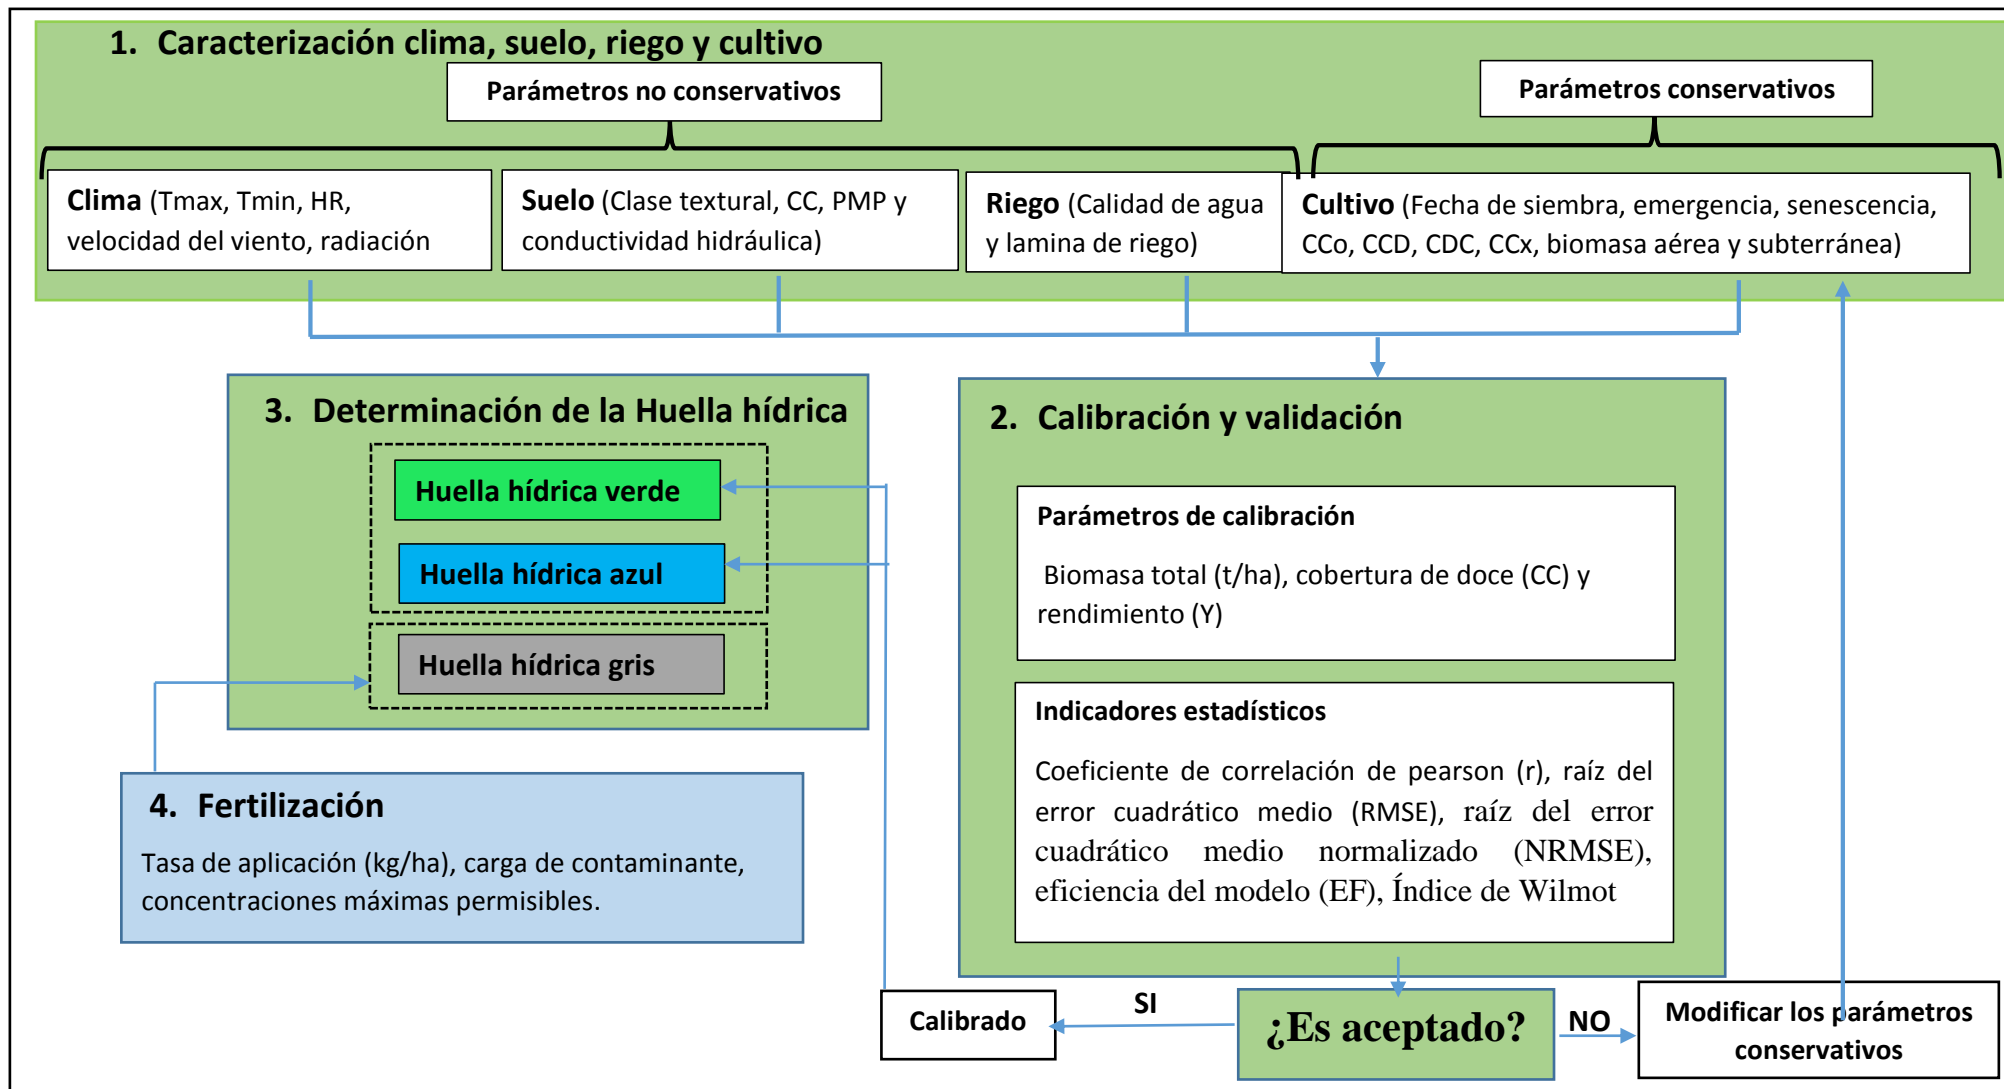 1. Caracterización clima, suelo, riego y cultivo
Parámetros no conservativos
Parámetros conservativos
Clima (Tmax, Tmin, HR,
velocidad del viento, radiación
Suelo (Clase textural, CC, PMP y
conductividad hidráulica)
Riego (Calidad de agua
y lamina de riego)
Cultivo (Fecha de siembra, emergencia, senescencia,
CCo, CCD, CDC, CCx, biomasa aérea y subterránea)
3. Determinación de la Huella hídrica
Huella hídrica verde
Huella hídrica azul
Huella hídrica gris
2. Calibración y validación
Parámetros de calibración
Biomasa total (t/ha), cobertura de doce (CC) y
rendimiento (Y)
Indicadores estadísticos
Coeficiente de correlación de pearson (r), raíz del
error cuadrático medio (RMSE), raíz del error
cuadrático medio normalizado (NRMSE),
eficiencia del modelo (EF), Índice de Wilmot
4. Fertilización
Tasa de aplicación (kg/ha), carga de contaminante,
concentraciones máximas permisibles.
Calibrado
SI
¿Es aceptado?
NO
Modificar los parámetros
conservativos